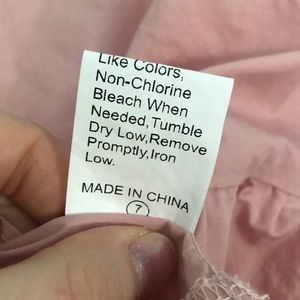 Like Colors,
Non-Chlorine
Bleach When
Needed,Tumble
Dry Low,Remove
Promptly,Iron
Low.
MADE IN CHINA
7